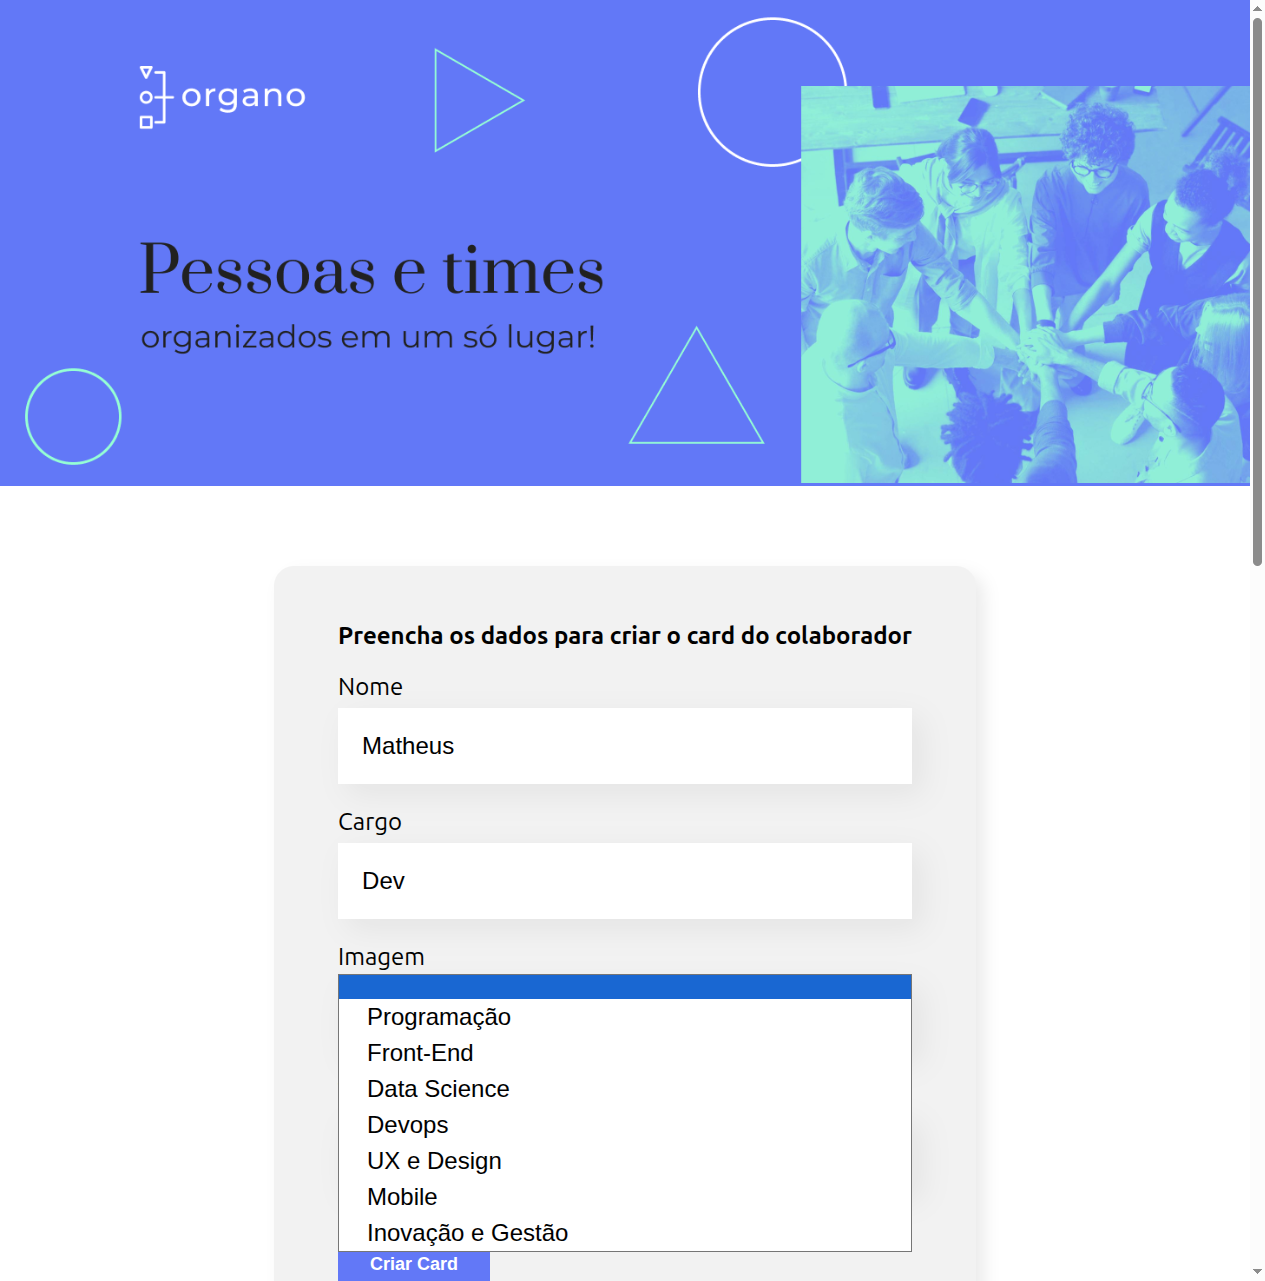 organo
Pessoas e times
organizados em um só lugar!
Preencha os dados para criar o card do colaborador
Nome
Matheus
Cargo
Dev
Imagem
Programação
Front-End
Data Science
Devops
UX e Design
Mobile
Inovação e Gestão
Criar Card